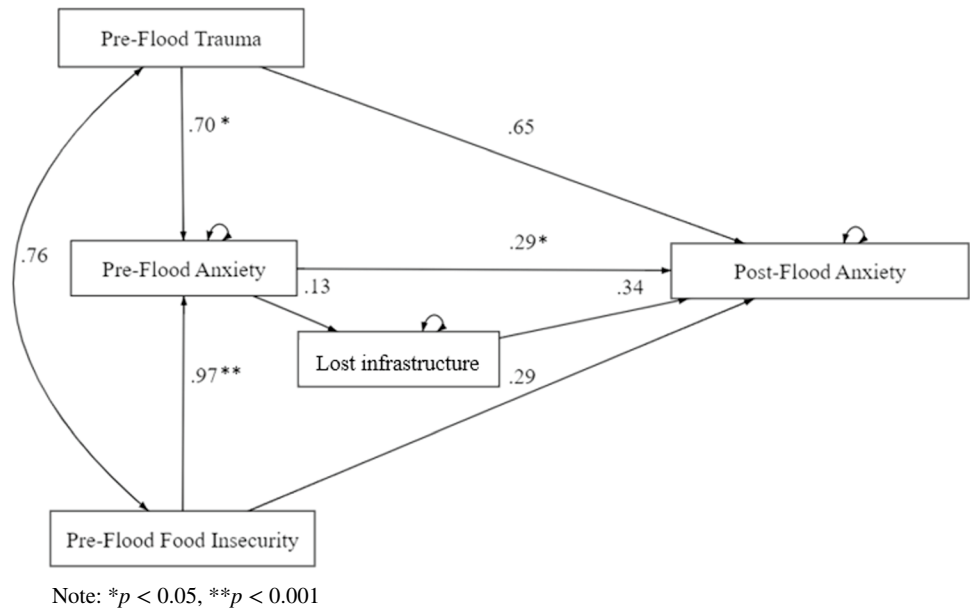 Pre-Flood Trauma
.70 *
.65
.76
Pre-Flood Anxiety
.29*
Post-Flood Anxiety
.13
.34
Lost infrastructure
.97**
.29
Pre-Flood Food Insecurity
Note: *p < 0.05, **p < 0.001